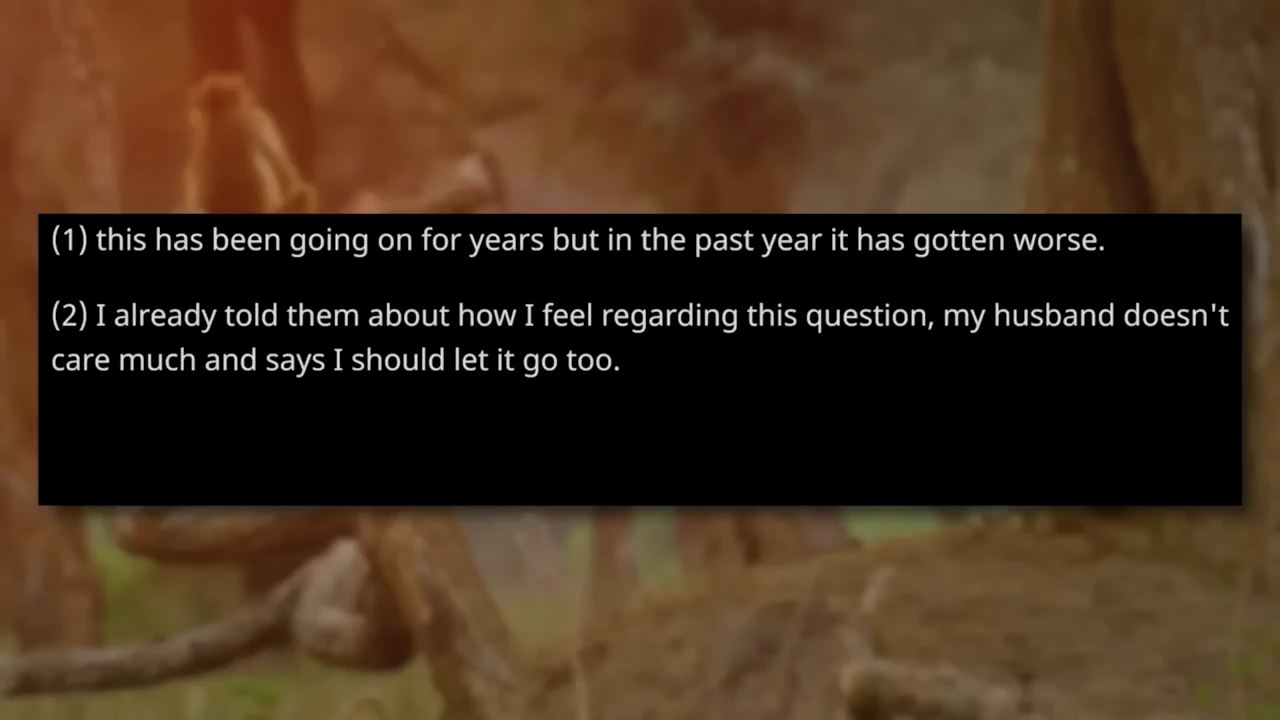 (1) this has been going on for years but in the past year it has gotten worse.
(2) I already told them about how I feel regarding this question, my husband doesn't
care much and says I should let it go too.